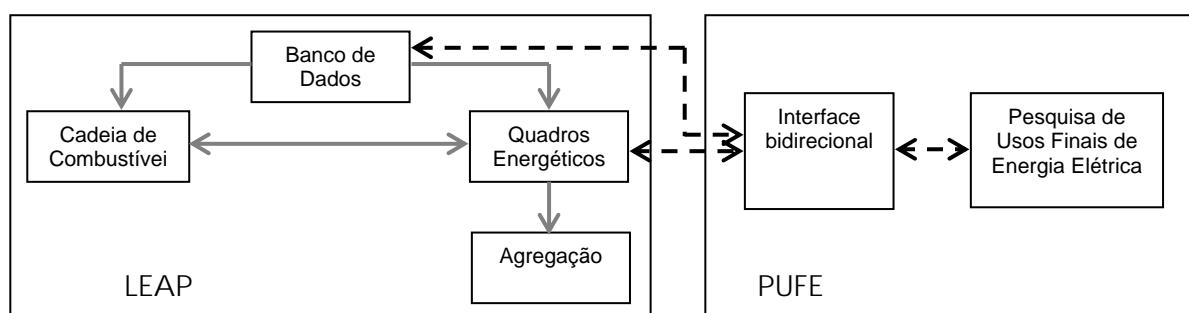 Banco de
Dados
Cadeia de
Combustívei
Quadros
Energéticos
Agregação
LEAP
Interface
bidirecional
Pesquisa de
Usos Finais de
Energia Elétrica
PUFE